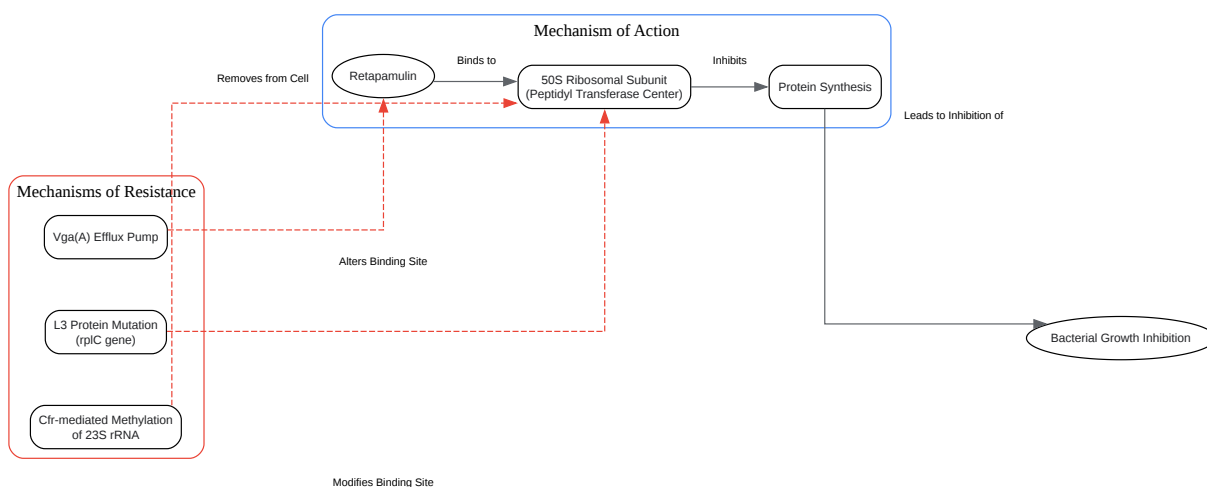 Mechanism of Action
Removes from Cell
Retapamulin
Binds to
50S Ribosomal Subunit
(Peptidyl Transferase Center)
Inhibits
Protein Synthesis
Leads to Inhibition of
Mechanisms of Resistance
Vga(A) Efflux Pump
Alters Binding Site
L3 Protein Mutation
(rplC gene)
Bacterial Growth Inhibition
Cfr-mediated Methylation
of 23S rRNA
Modifies Binding Site